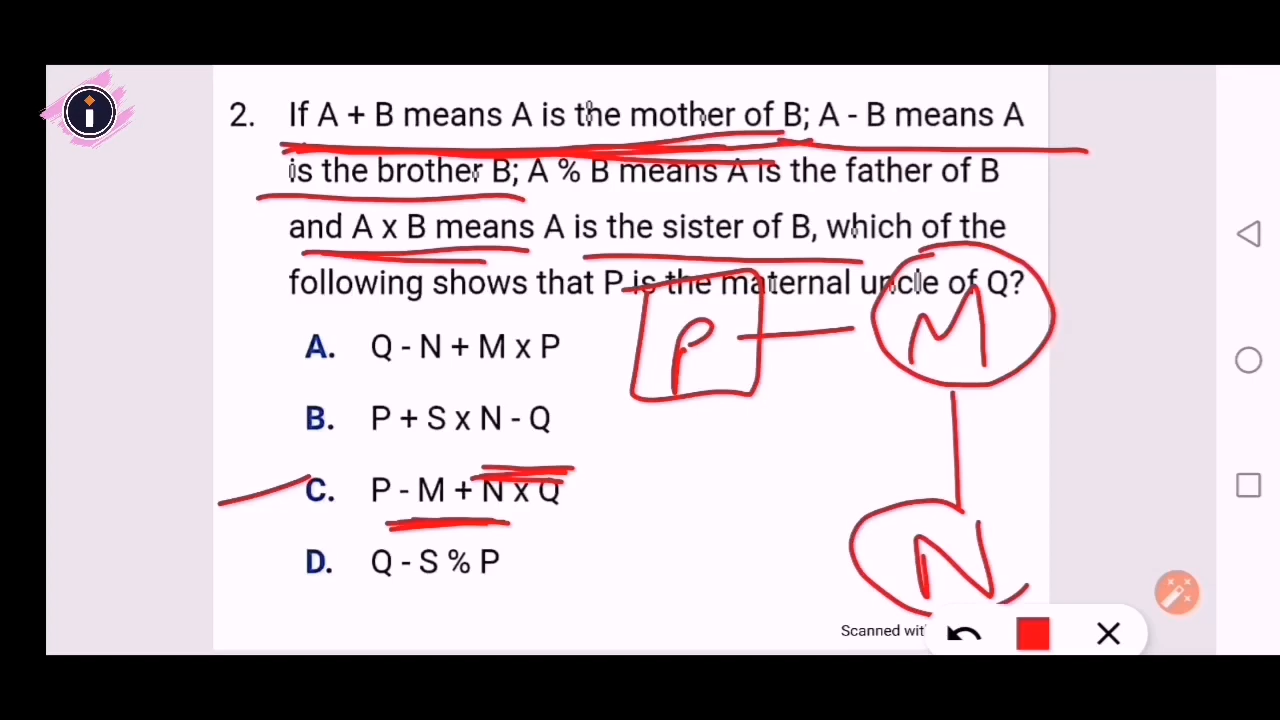 2. If A + B means A is the mother of B; A - B means A
is the brother B; A % B means A is the father of B
and A x B means A is the sister of B, which of the
following shows that P is the maternal uncle of Q?
A. Q - N + M x P
P — M
B. P + S x N - Q
C. P - M + N x Q
D. Q - S % P
N
Scanned wit